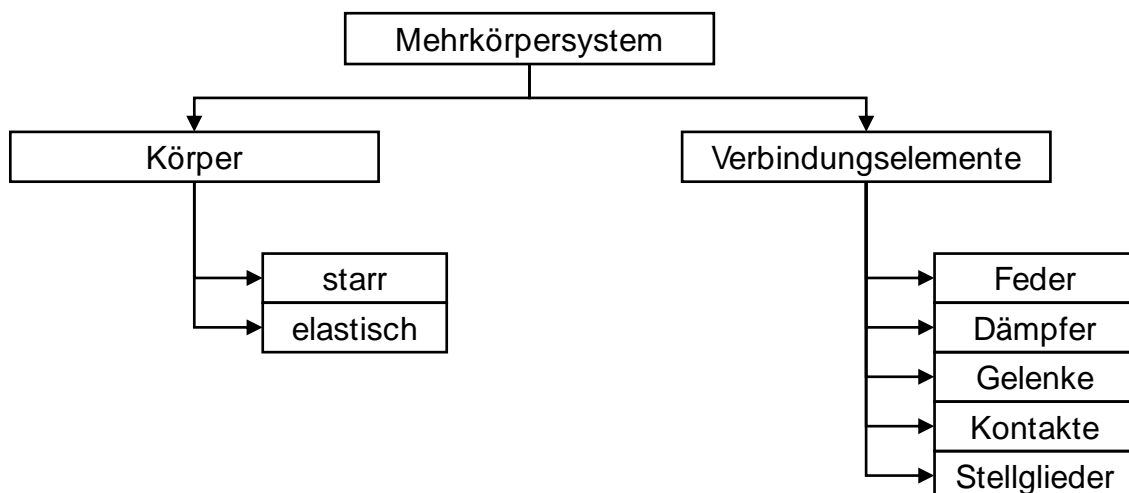 Mehrkörpersystem
Körper
Verbindungselemente
starr
elastisch
Feder
Dämpfer
Gelenke
Kontakte
Stellglieder